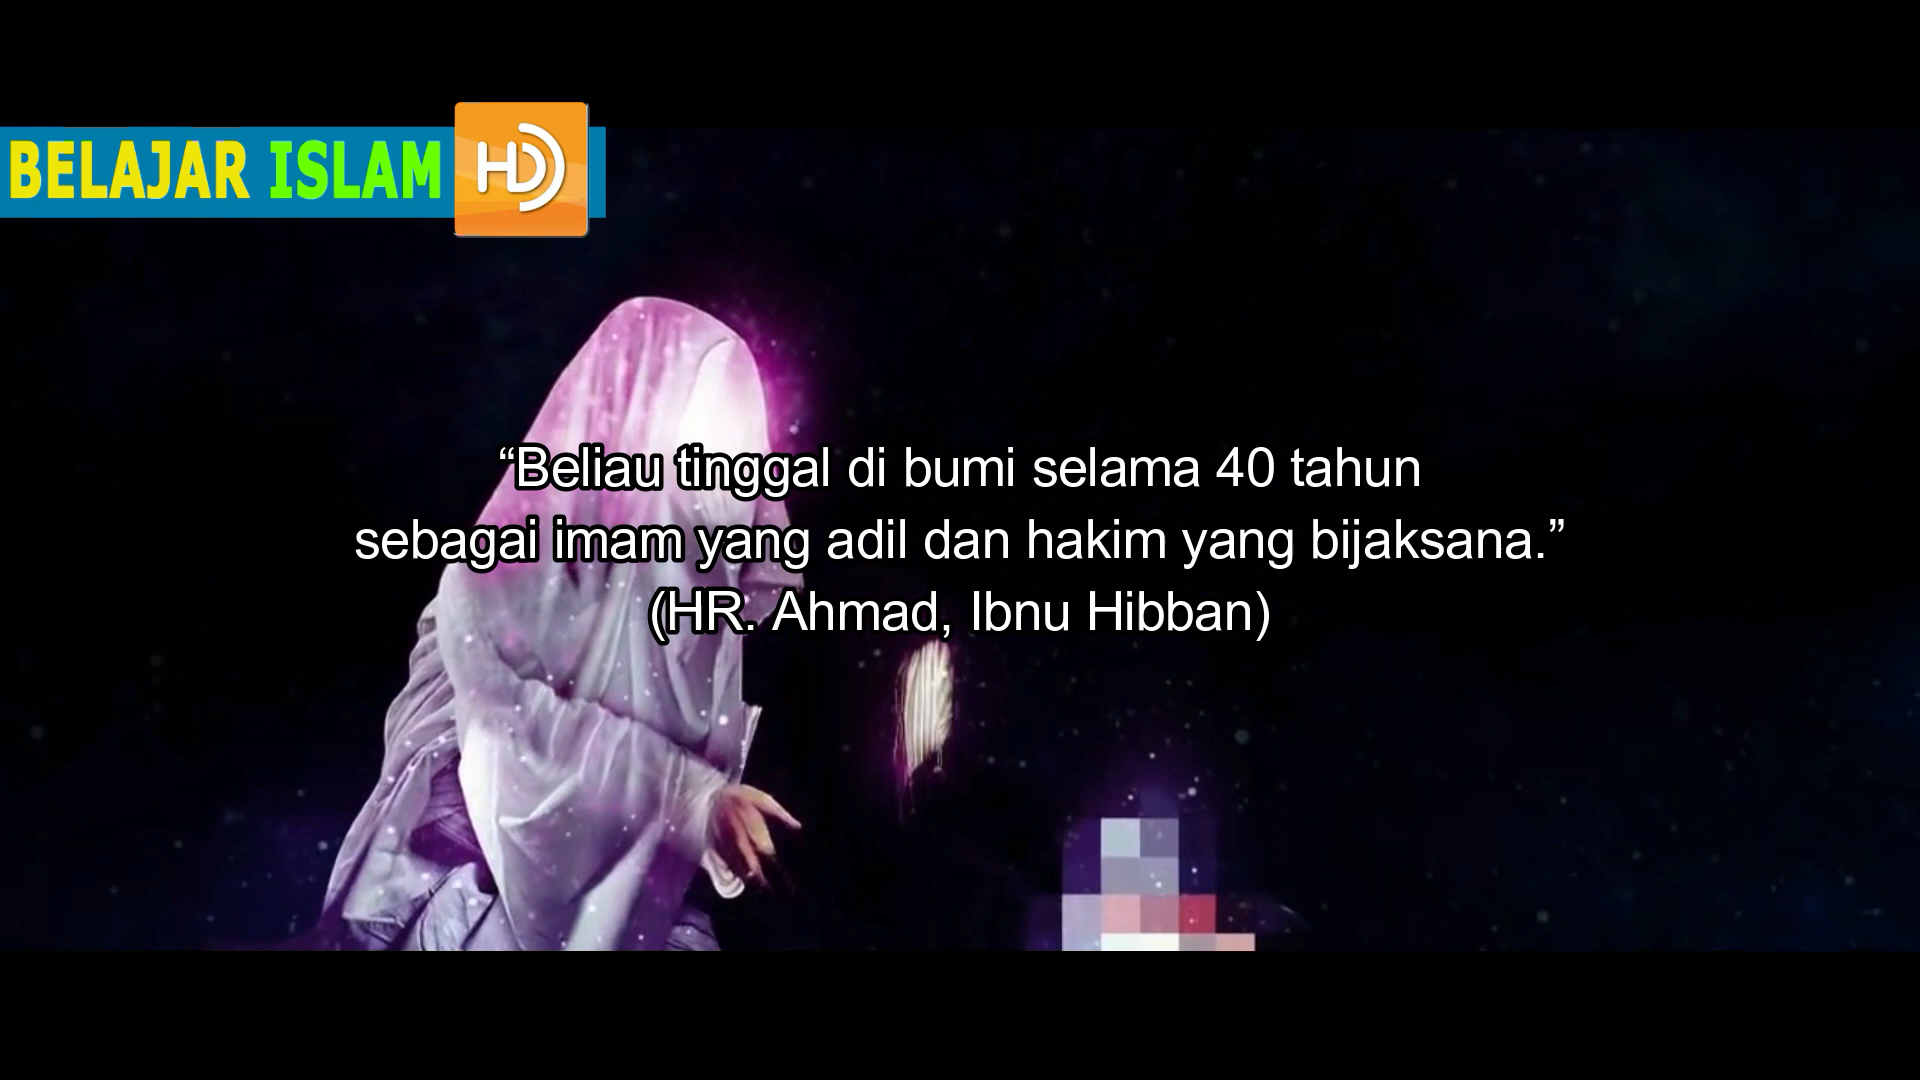 BELAJAR ISLAM HD
“Beliau tinggal di bumi selama 40 tahun
sebagai imam yang adil dan hakim yang bijaksana.”
(HR. Ahmad, Ibnu Hibban)